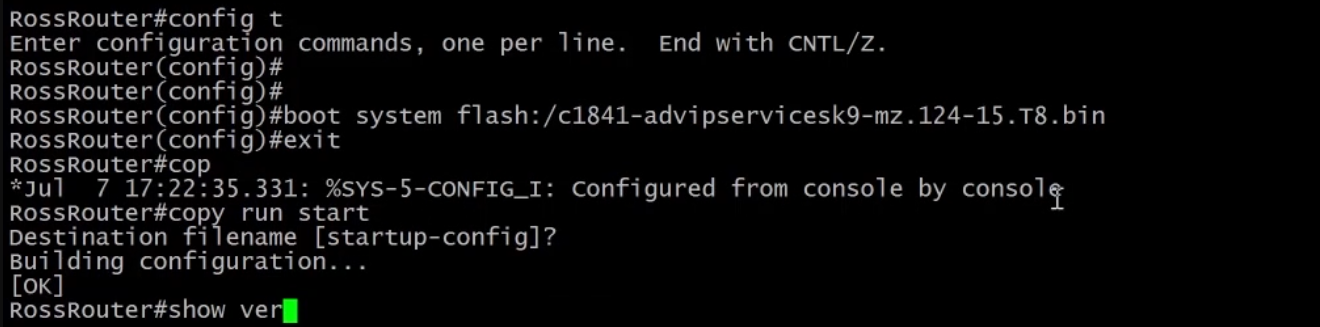 RossRouter#config t
Enter configuration commands, one per line.  End with CNTL/Z.
RossRouter(config)#
RossRouter(config)#
RossRouter(config)#boot system flash:/c1841-advipservicesk9-mz.124-15.T8.bin
RossRouter(config)#exit
RossRouter#cop
*Jul  7 17:22:35.331: %SYS-5-CONFIG_I: Configured from console by console
RossRouter#copy run start
Destination filename [startup-config]?
Building configuration...
[OK]
RossRouter#show ver